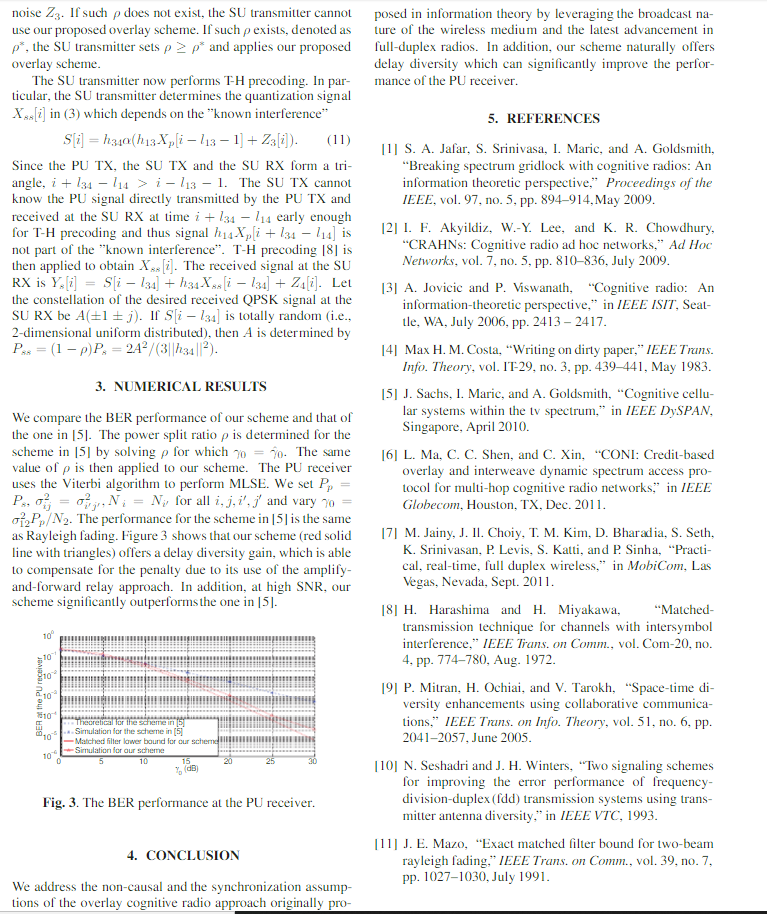 noise Z₃. If such ρ does not exist, the SU transmitter cannot
use our proposed overlay scheme. If such ρ exists, denoted as
ρ*, the SU transmitter sets ρ ≥ ρ* and applies our proposed
overlay scheme.
The SU transmitter now performs T-H precoding. In par-
ticular, the SU transmitter determines the quantization signal
Xₛₛ[i] in (3) which depends on the ”known interference”
S[i] = h₃₄α(h₁₃Xₚ[i − l₁₃ − 1] + Z₃[i]). (11)
Since the PU TX, the SU TX and the SU RX form a tri-
angle, i + l₃₄ − l₁₄ > i − l₁₃ − 1. The SU TX cannot
know the PU signal directly transmitted by the PU TX and
received at the SU RX at time i + l₃₄ − l₁₄ early enough
for T-H precoding and thus signal h₁₄Xₚ[i + l₃₄ − l₁₄] is
not part of the ”known interference”. T-H precoding [8] is
then applied to obtain Xₛₛ[i]. The received signal at the SU
RX is Yₛ[i] = S[i − l₃₄] + h₃₄Xₛₛ[i − l₃₄] + Z₄[i]. Let
the constellation of the desired received QPSK signal at the
SU RX be A(±1 ± j). If S[i − l₃₄] is totally random (i.e.,
2-dimensional uniform distributed), then A is determined by
Pₛₛ = (1 − ρ)Pₛ = 2A²/(3||h₃₄||²).
3. NUMERICAL RESULTS
We compare the BER performance of our scheme and that of
the one in [5]. The power split ratio ρ is determined for the
scheme in [5] by solving ρ for which γ₀ = γ̂₀. The same
value of ρ is then applied to our scheme. The PU receiver
uses the Viterbi algorithm to perform MLSE. We set Pₚ =
Pₛ, σ²ᵢⱼ = σ²ᵢ′ⱼ′, Nᵢ = Nᵢ′ for all i, j, i′, j′ and vary γ₀ =
σ²₁₂Pₚ/N₂. The performance for the scheme in [5] is the same
as Rayleigh fading. Figure 3 shows that our scheme (red solid
line with triangles) offers a delay diversity gain, which is able
to compensate for the penalty due to its use of the amplify-
and-forward relay approach. In addition, at high SNR, our
scheme significantly outperforms the one in [5].
10⁰
10⁻¹
10⁻²
10⁻³
10⁻⁴
10⁻⁵
10⁻⁶
BER at the PU receiver
Theoretical for the scheme in [5]
Simulation for the scheme in [5]
Matched filter lower bound for our scheme
Simulation for our scheme
0 5 10 15 20 25 30
γ₀ (dB)
Fig. 3. The BER performance at the PU receiver.
4. CONCLUSION
We address the non-causal and the synchronization assump-
tions of the overlay cognitive radio approach originally pro-
posed in information theory by leveraging the broadcast na-
ture of the wireless medium and the latest advancement in
full-duplex radios. In addition, our scheme naturally offers
delay diversity which can significantly improve the perfor-
mance of the PU receiver.
5. REFERENCES
[1] S. A. Jafar, S. Srinivasa, I. Maric, and A. Goldsmith,
“Breaking spectrum gridlock with cognitive radios: An
information theoretic perspective,” Proceedings of the
IEEE, vol. 97, no. 5, pp. 894–914, May 2009.
[2] I. F. Akyildiz, W.-Y. Lee, and K. R. Chowdhury,
“CRAHNs: Cognitive radio ad hoc networks,” Ad Hoc
Networks, vol. 7, no. 5, pp. 810–836, July 2009.
[3] A. Jovicic and P. Viswanath, “Cognitive radio: An
information-theoretic perspective,” in IEEE ISIT, Seat-
tle, WA, July 2006, pp. 2413 – 2417.
[4] Max H. M. Costa, “Writing on dirty paper,” IEEE Trans.
Info. Theory, vol. IT-29, no. 3, pp. 439–441, May 1983.
[5] J. Sachs, I. Maric, and A. Goldsmith, “Cognitive cellu-
lar systems within the tv spectrum,” in IEEE DySPAN,
Singapore, April 2010.
[6] L. Ma, C. C. Shen, and C. Xin, “CONI: Credit-based
overlay and interweave dynamic spectrum access pro-
tocol for multi-hop cognitive radio networks,” in IEEE
Globecom, Houston, TX, Dec. 2011.
[7] M. Jainy, J. II. Choiy, T. M. Kim, D. Bharadia, S. Seth,
K. Srinivasan, P. Levis, S. Katti, and P. Sinha, “Practi-
cal, real-time, full duplex wireless,” in MobiCom, Las
Vegas, Nevada, Sept. 2011.
[8] H. Harashima and H. Miyakawa, “Matched-
transmission technique for channels with intersymbol
interference,” IEEE Trans. on Comm., vol. Com-20, no.
4, pp. 774–780, Aug. 1972.
[9] P. Mitran, H. Ochiai, and V. Tarokh, “Space-time di-
versity enhancements using collaborative communica-
tions,” IEEE Trans. on Info. Theory, vol. 51, no. 6, pp.
2041–2057, June 2005.
[10] N. Seshadri and J. H. Winters, “Two signaling schemes
for improving the error performance of frequency-
division-duplex (fdd) transmission systems using trans-
mitter antenna diversity,” in IEEE VTC, 1993.
[11] J. E. Mazo, “Exact matched filter bound for two-beam
rayleigh fading,” IEEE Trans. on Comm., vol. 39, no. 7,
pp. 1027–1030, July 1991.